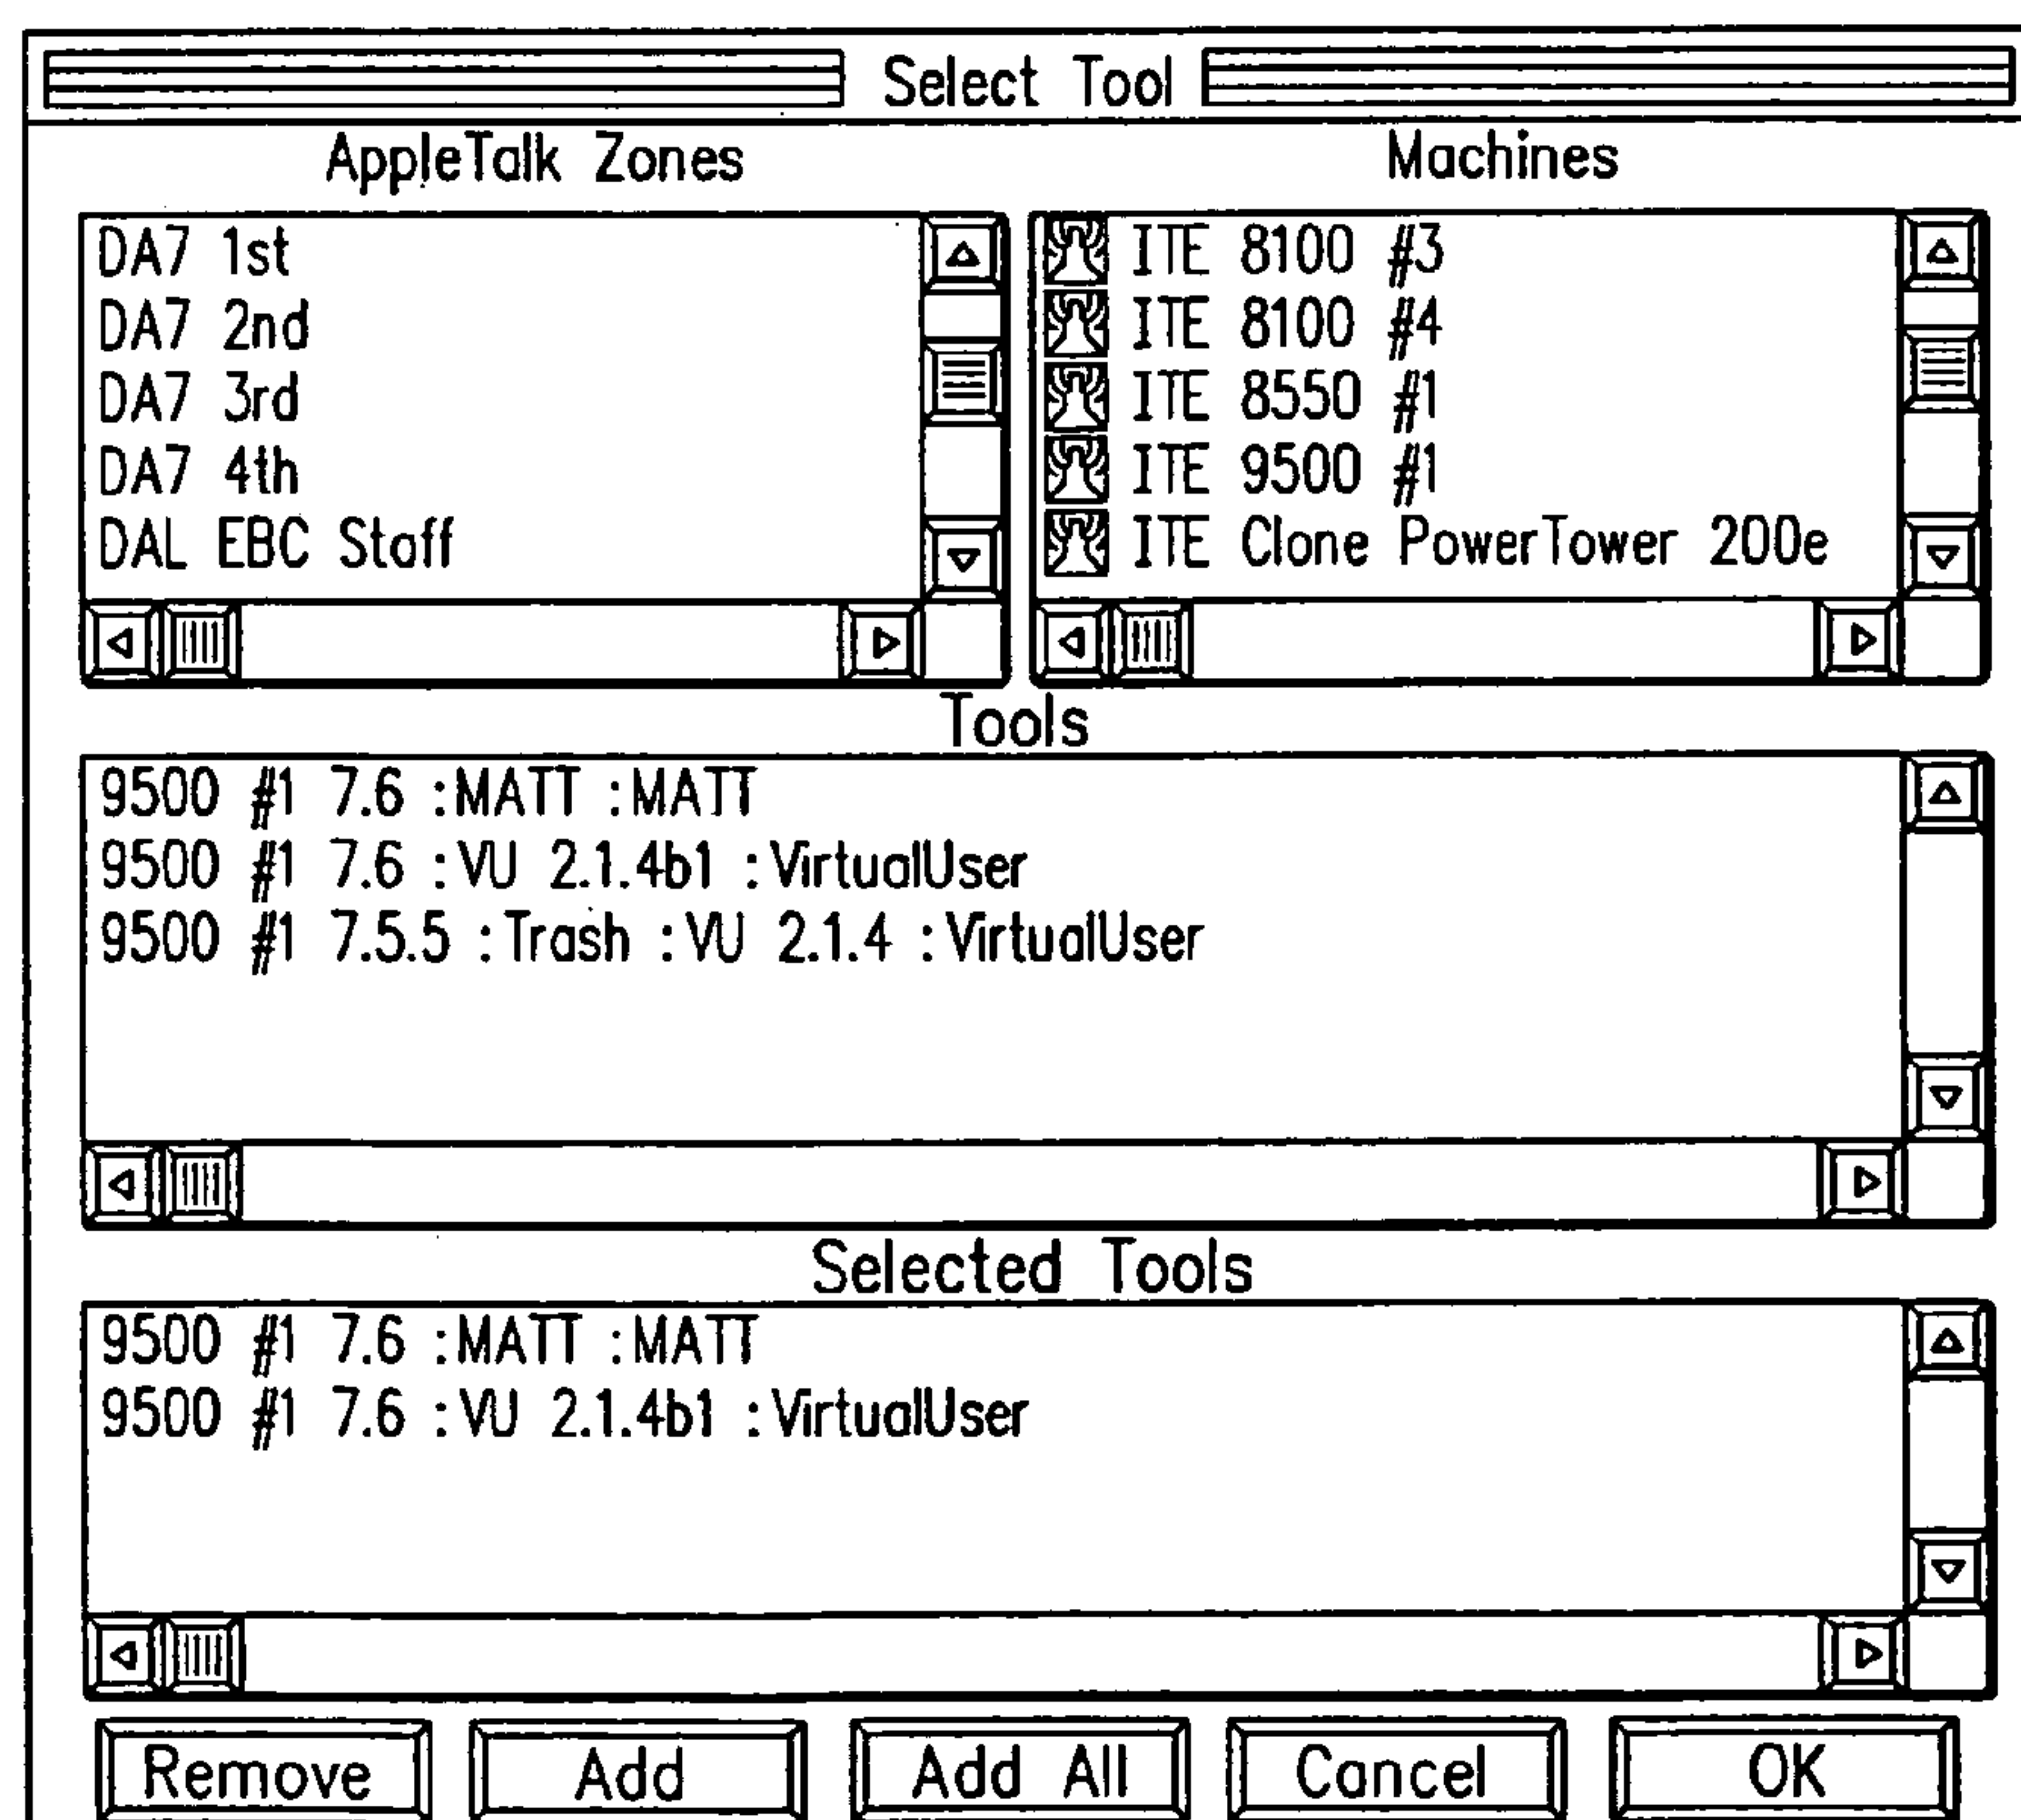 Select Tool
AppleTalk Zones
DA7 1st
DA7 2nd
DA7 3rd
DA7 4th
DAL EBC Staff
Machines
ITE 8100 #3
ITE 8100 #4
ITE 8550 #1
ITE 9500 #1
ITE Clone PowerTower 200e
Tools
9500 #1 7.6 :MATT :MATT
9500 #1 7.6 :VU 2.1.4b1 :VirtualUser
9500 #1 7.5.5 :Trash :VU 2.1.4 :VirtualUser
Selected Tools
9500 #1 7.6 :MATT :MATT
9500 #1 7.6 :VU 2.1.4b1 :VirtualUser
Remove Add Add All Cancel OK